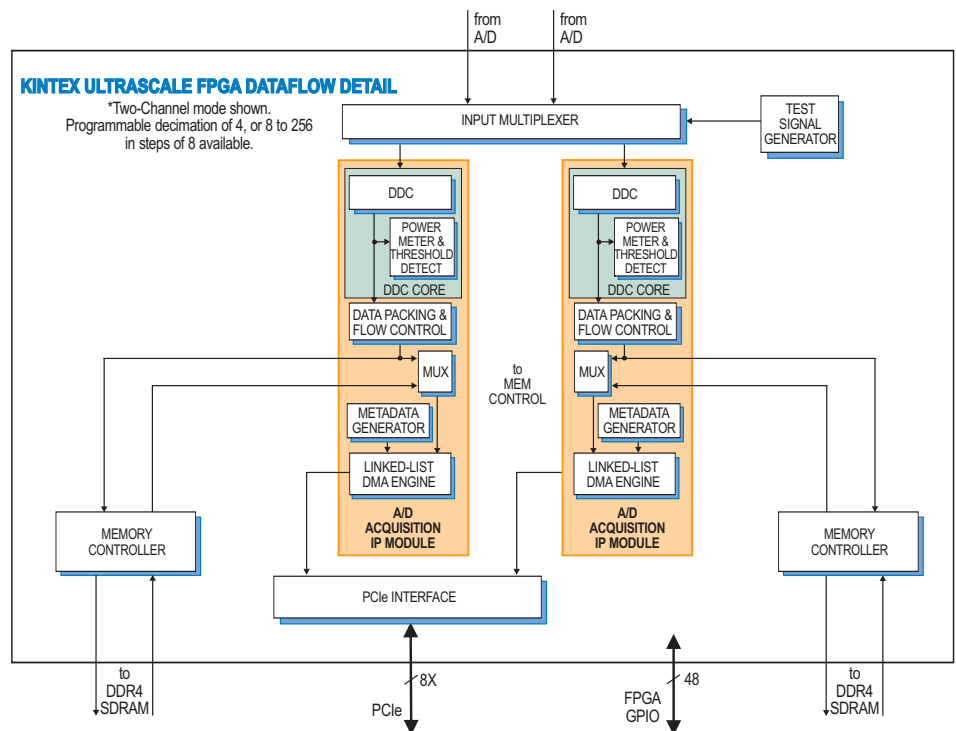 from
A/D
from
A/D
KINTEX ULTRASCALE FPGA DATAFLOW DETAIL
*Two-Channel mode shown.
Programmable decimation of 4, or 8 to 256
in steps of 8 available.
INPUT MULTIPLEXER
TEST
SIGNAL
GENERATOR
DDC
POWER
METER &
THRESHOLD
DETECT
DDC CORE
DATA PACKING &
FLOW CONTROL
MUX
METADATA
GENERATOR
LINKED-LIST
DMA ENGINE
A/D
ACQUISITION
IP MODULE
to
MEM
CONTROL
DDC
POWER
METER &
THRESHOLD
DETECT
DDC CORE
DATA PACKING &
FLOW CONTROL
MUX
METADATA
GENERATOR
LINKED-LIST
DMA ENGINE
A/D
ACQUISITION
IP MODULE
MEMORY
CONTROLLER
MEMORY
CONTROLLER
PCIe INTERFACE
to
DDR4
SDRAM
8X
PCIe
48
FPGA
GPIO
to
DDR4
SDRAM